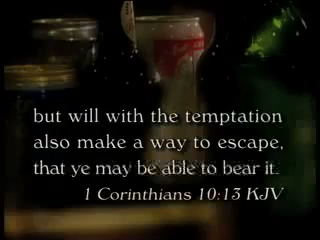 but will with the temptation
also make a way to escape,
that ye may be able to bear it.
1 Corinthians 10:13 KJV